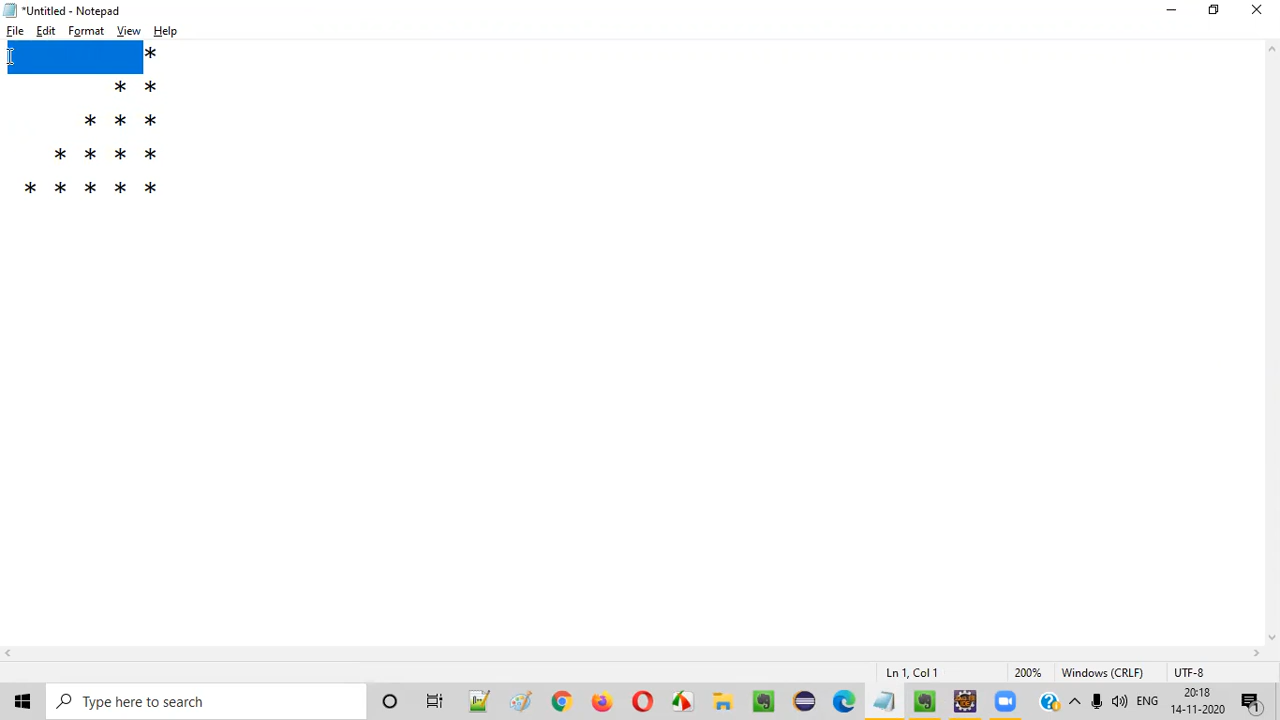 *Untitled - Notepad
File Edit Format View Help
*
* *
* * *
* * * *
* * * * *
Ln 1, Col 1 200% Windows (CRLF) UTF-8
Type here to search
ENG
20:18
14-11-2020
1